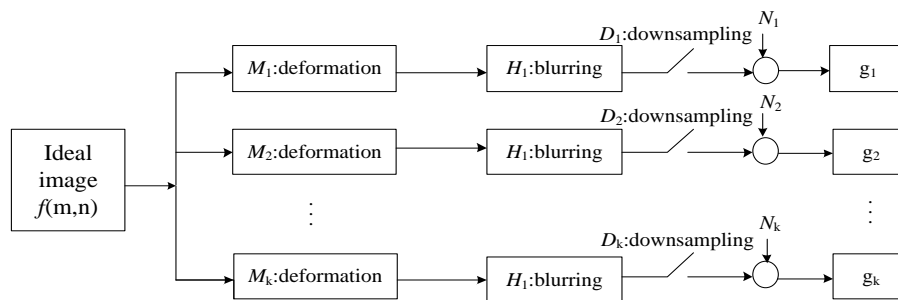 N₁
D₁:downsampling
M₁:deformation
H₁:blurring
g₁
N₂
D₂:downsampling
M₂:deformation
H₁:blurring
g₂
Ideal
image
f(m,n)
⋮
⋮
Nₖ
Dₖ:downsampling
Mₖ:deformation
H₁:blurring
gₖ